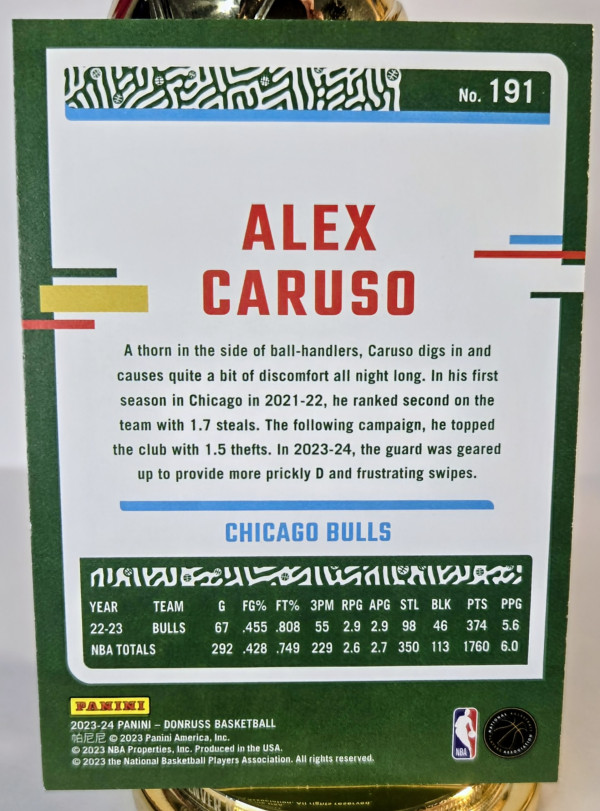 No. 191
ALEX
CARUSO
A thorn in the side of ball-handlers, Caruso digs in and
causes quite a bit of discomfort all night long. In his first
season in Chicago in 2021-22, he ranked second on the
team with 1.7 steals. The following campaign, he topped
the club with 1.5 thefts. In 2023-24, the guard was geared
up to provide more prickly D and frustrating swipes.
CHICAGO BULLS
YEAR TEAM G FG% FT% 3PM RPG APG STL BLK PTS PPG
22-23 BULLS 67 .455 .808 55 2.9 2.9 98 46 374 5.6
NBA TOTALS 292 .428 .749 229 2.6 2.7 350 113 1760 6.0
PANINI
2023-24 PANINI – DONRUSS BASKETBALL
帕尼尼 © 2023 Panini America, Inc.
© 2023 NBA Properties, Inc. Produced in the USA.
© 2023 the National Basketball Players Association. All rights reserved.
NBA
NATIONAL BASKETBALL PLAYERS ASSOCIATION